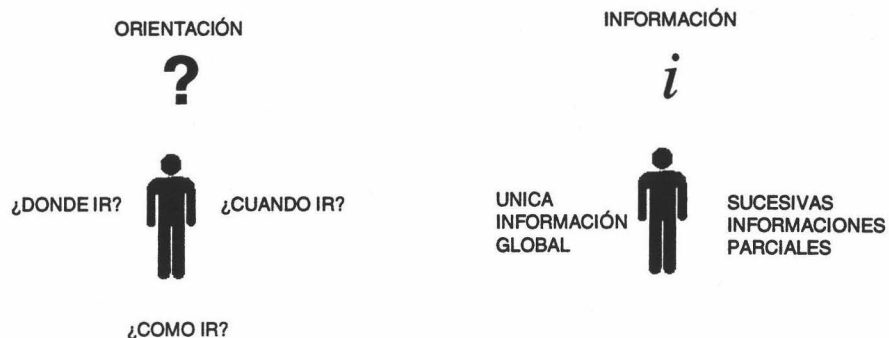 ORIENTACIÓN
?
¿DONDE IR?
¿CUANDO IR?
¿COMO IR?
INFORMACIÓN
i
UNICA
INFORMACIÓN
GLOBAL
SUCESIVAS
INFORMACIONES
PARCIALES